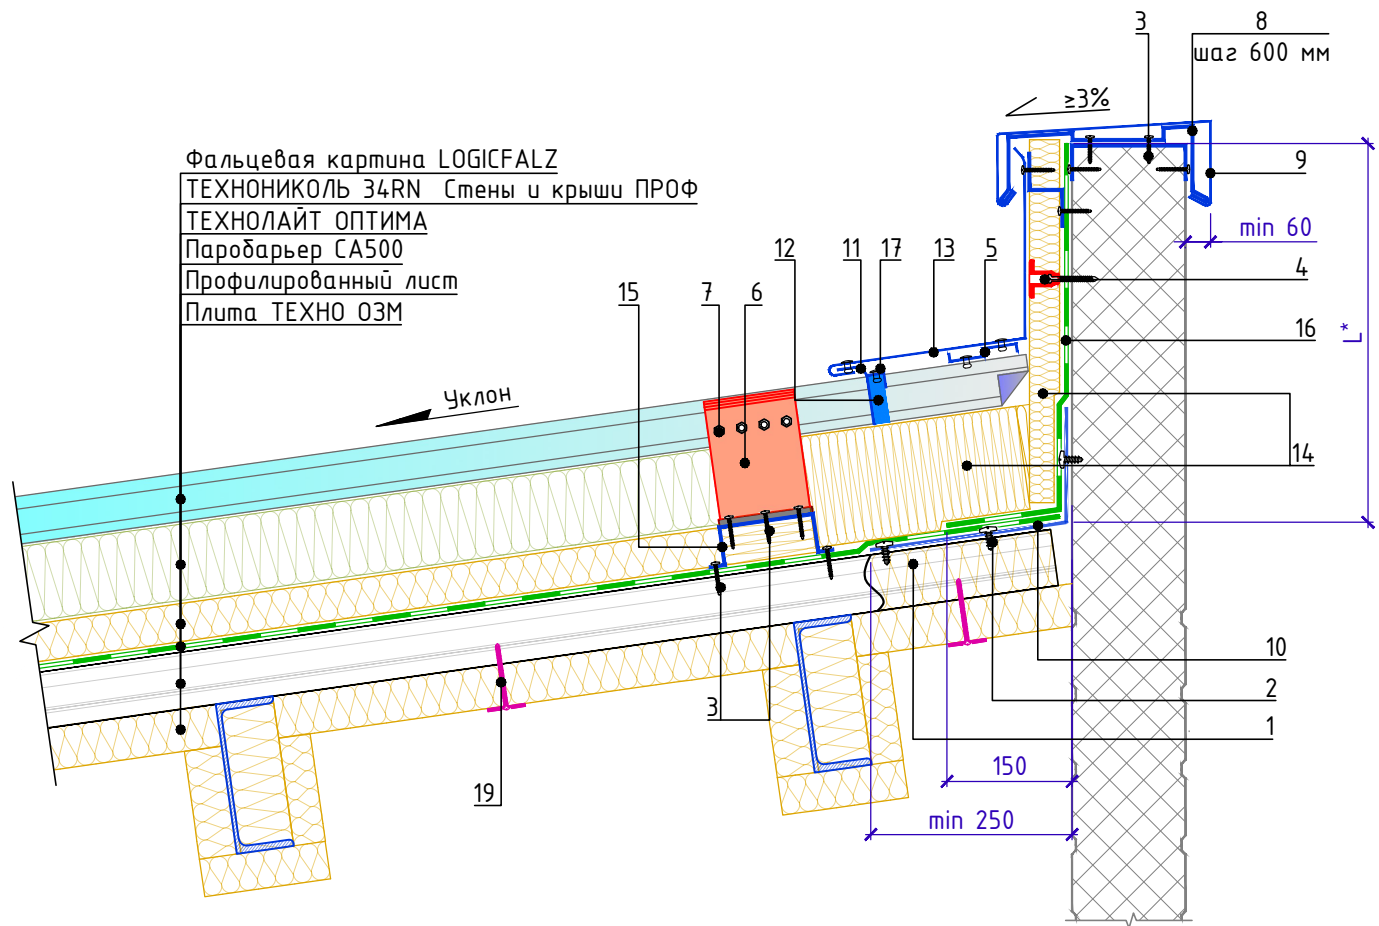 3
8
шаг 600 мм
≥3%
Фальцевая картина LOGICFALZ
ТЕХНОНИКОЛЬ 34RN Стены и крыши ПРОФ
ТЕХНОЛАЙТ ОПТИМА
Паробарьер СА500
Профилированный лист
Плита ТЕХНО ОЗМ
9
min 60
12
11
17
13
5
4
15
7
6
16
L*
Уклон
14
10
3
2
1
19
150
min 250